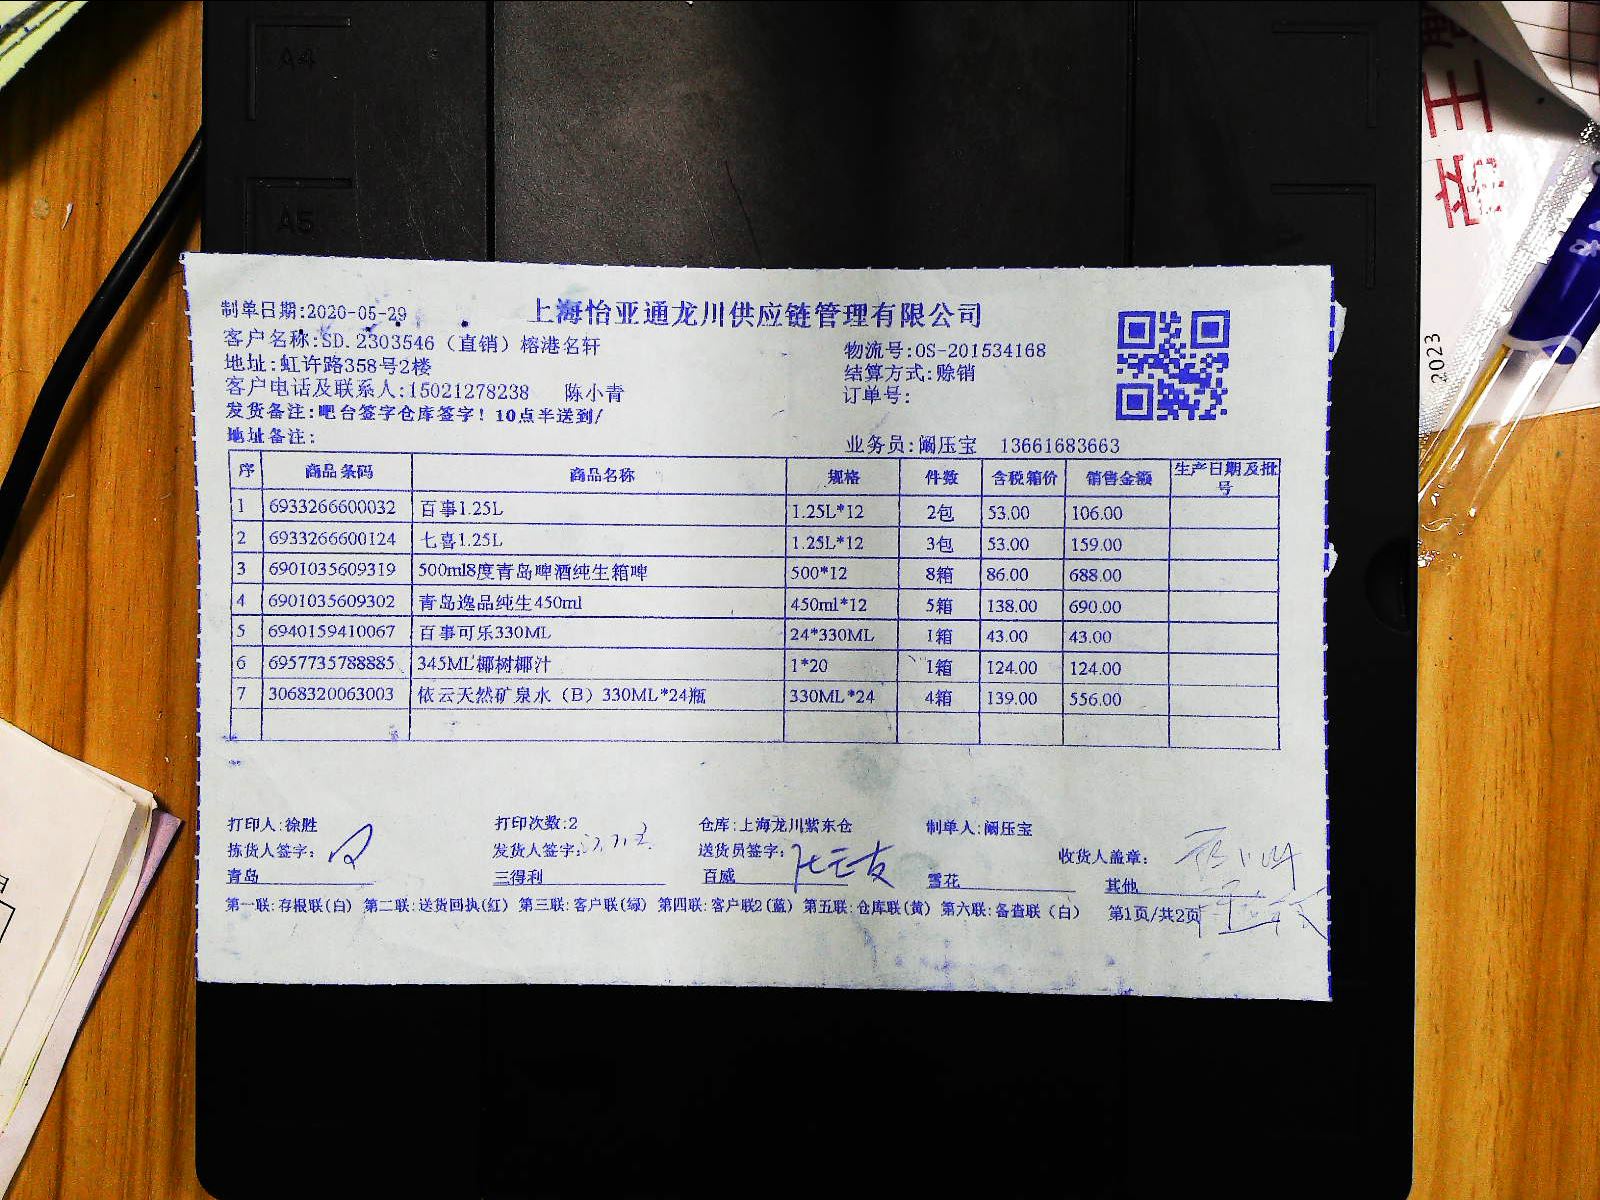 A4
A5
帝王
2023
制单日期:2020-05-29
上海怡亚通龙川供应链管理有限公司
客户名称:SD.2303546（直销）榕港名轩
物流号:OS-201534168
地址:虹许路358号2楼
结算方式:赊销
客户电话及联系人:15021278238 陈小青
订单号:
发货备注:吧台签字仓库签字！10点半送到/
地址备注:
业务员:阚压宝 13661683663
序 商品条码 商品名称 规格 件数 含税箱价 销售金额 生产日期及批号
1 6933266600032 百事1.25L 1.25L*12 2包 53.00 106.00
2 6933266600124 七喜1.25L 1.25L*12 3包 53.00 159.00
3 6901035609319 500ml8度青岛啤酒纯生箱啤 500*12 8箱 86.00 688.00
4 6901035609302 青岛逸品纯生450ml 450ml*12 5箱 138.00 690.00
5 6940159410067 百事可乐330ML 24*330ML 1箱 43.00 43.00
6 6957735788885 345ML椰树椰汁 1*20 1箱 124.00 124.00
7 3068320063003 依云天然矿泉水（B）330ML*24瓶 330ML*24 4箱 139.00 556.00
打印人:徐胜 打印次数:2 仓库:上海龙川紫东仓 制单人:阚压宝
拣货人签字: 发货人签字: 送货员签字: 收货人盖章:
青岛 三得利 百威 雪花 其他
第一联:存根联(白) 第二联:送货回执(红) 第三联:客户联(绿) 第四联:客户联2(蓝) 第五联:仓库联(黄) 第六联:备查联（白） 第1页/共2页